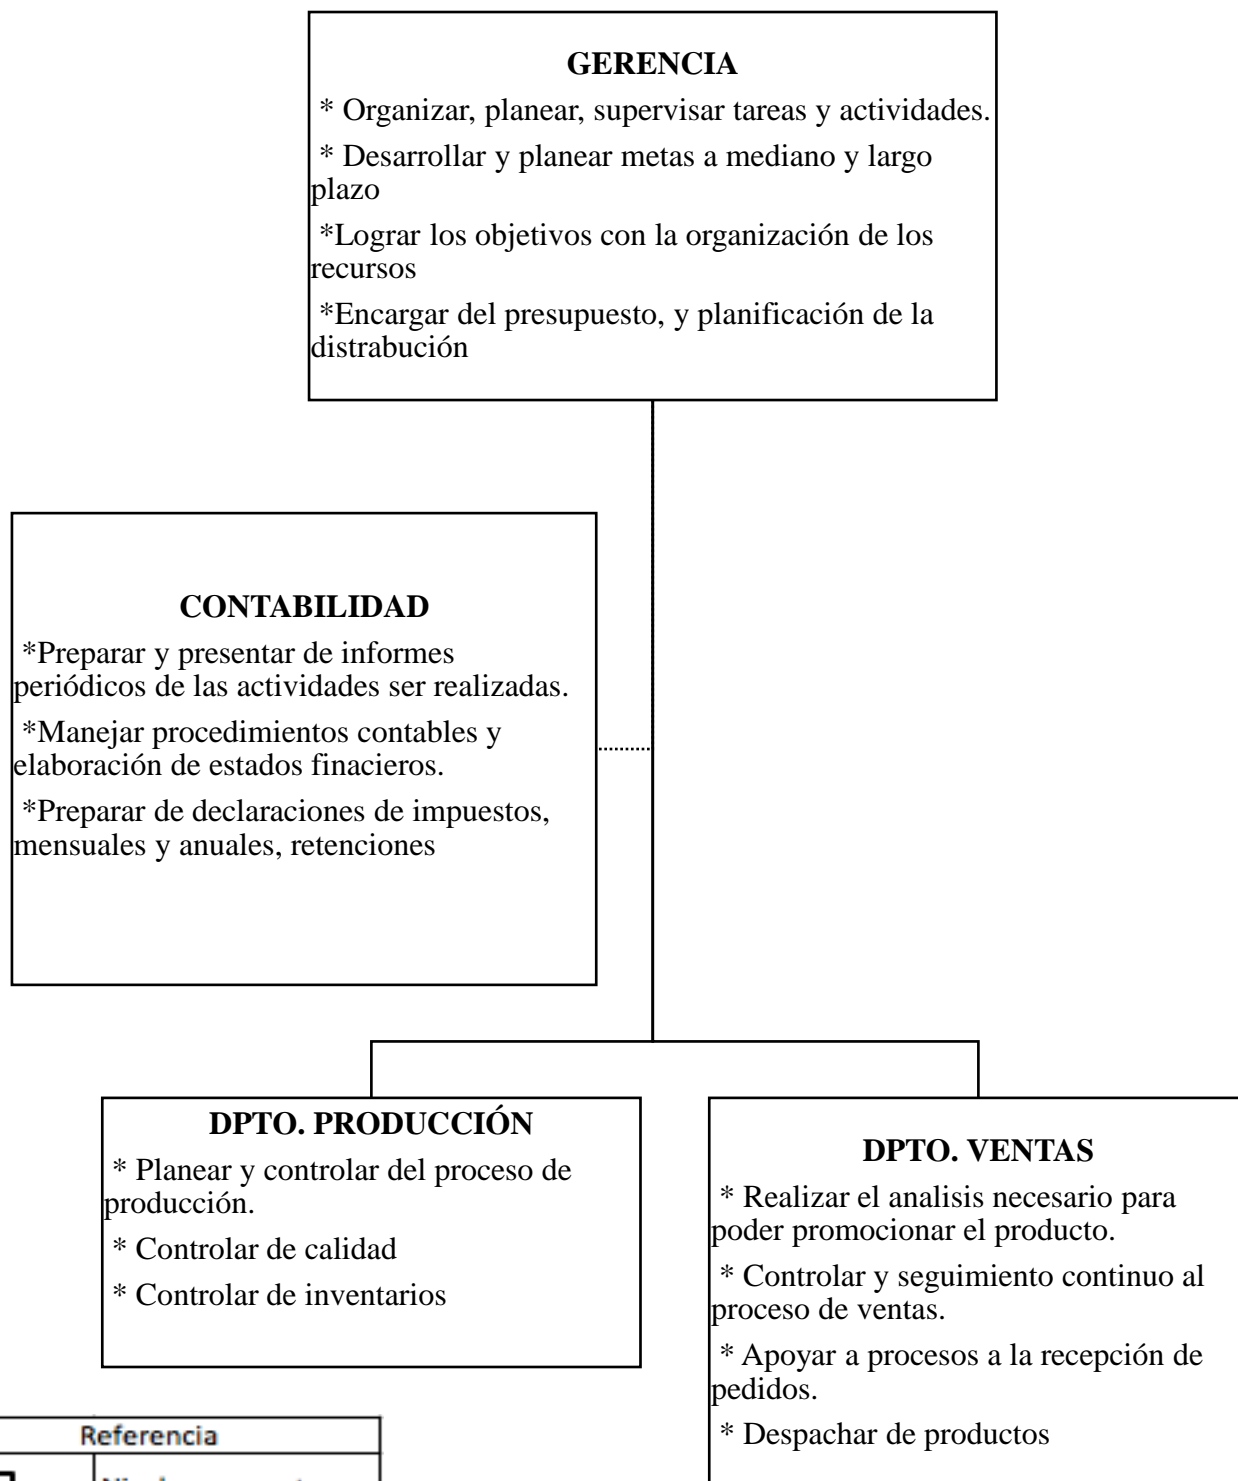 GERENCIA
* Organizar, planear, supervisar tareas y actividades.
* Desarrollar y planear metas a mediano y largo
plazo
*Lograr los objetivos con la organización de los
recursos
*Encargar del presupuesto, y planificación de la
distrabución
CONTABILIDAD
*Preparar y presentar de informes
periódicos de las actividades ser realizadas.
*Manejar procedimientos contables y
elaboración de estados finacieros.
*Preparar de declaraciones de impuestos,
mensuales y anuales, retenciones
DPTO. PRODUCCIÓN
* Planear y controlar del proceso de
producción.
* Controlar de calidad
* Controlar de inventarios
DPTO. VENTAS
* Realizar el analisis necesario para
poder promocionar el producto.
* Controlar y seguimiento continuo al
proceso de ventas.
* Apoyar a procesos a la recepción de
pedidos.
* Despachar de productos
Referencia